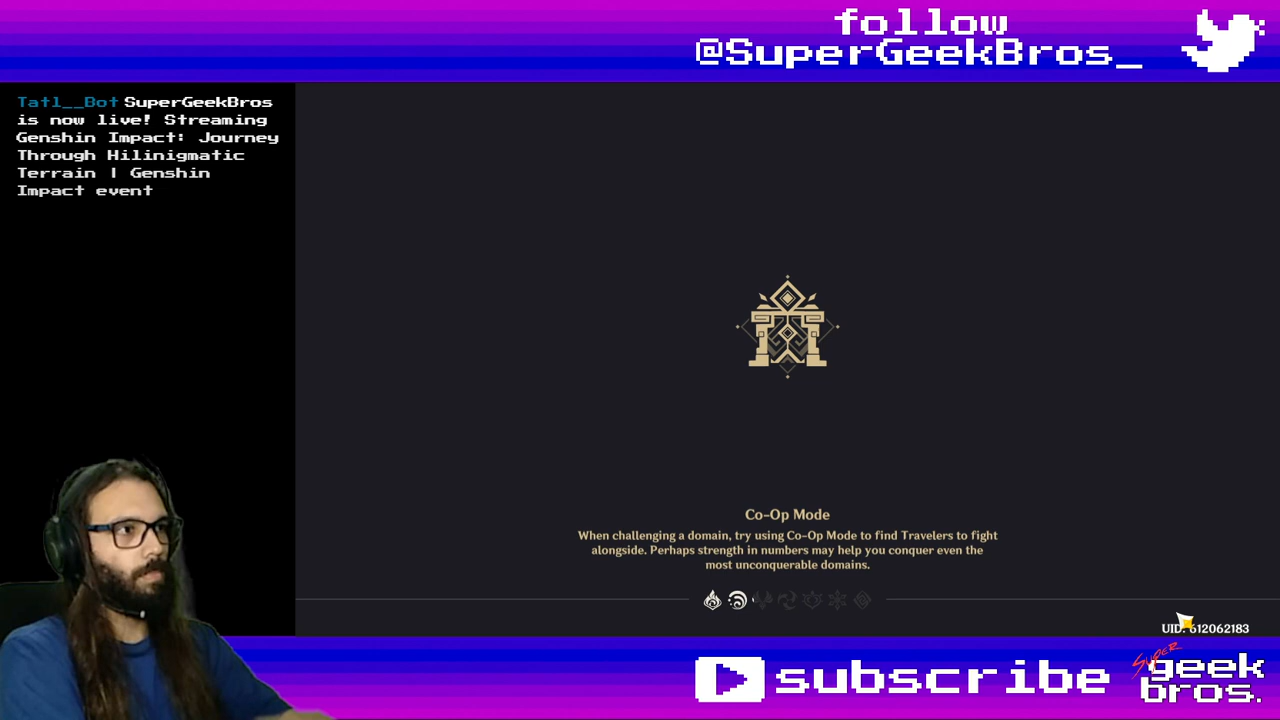 follow
@SuperGeekBros_
Tatl__Bot SuperGeekBros
is now live! Streaming
Genshin Impact: Journey
Through Hilinigmatic
Terrain | Genshin
Impact event
Co-Op Mode
When challenging a domain, try using Co-Op Mode to find Travelers to fight
alongside. Perhaps strength in numbers may help you conquer even the
most unconquerable domains.
UID: 612062183
subscribe
SUPER
geek
bros.